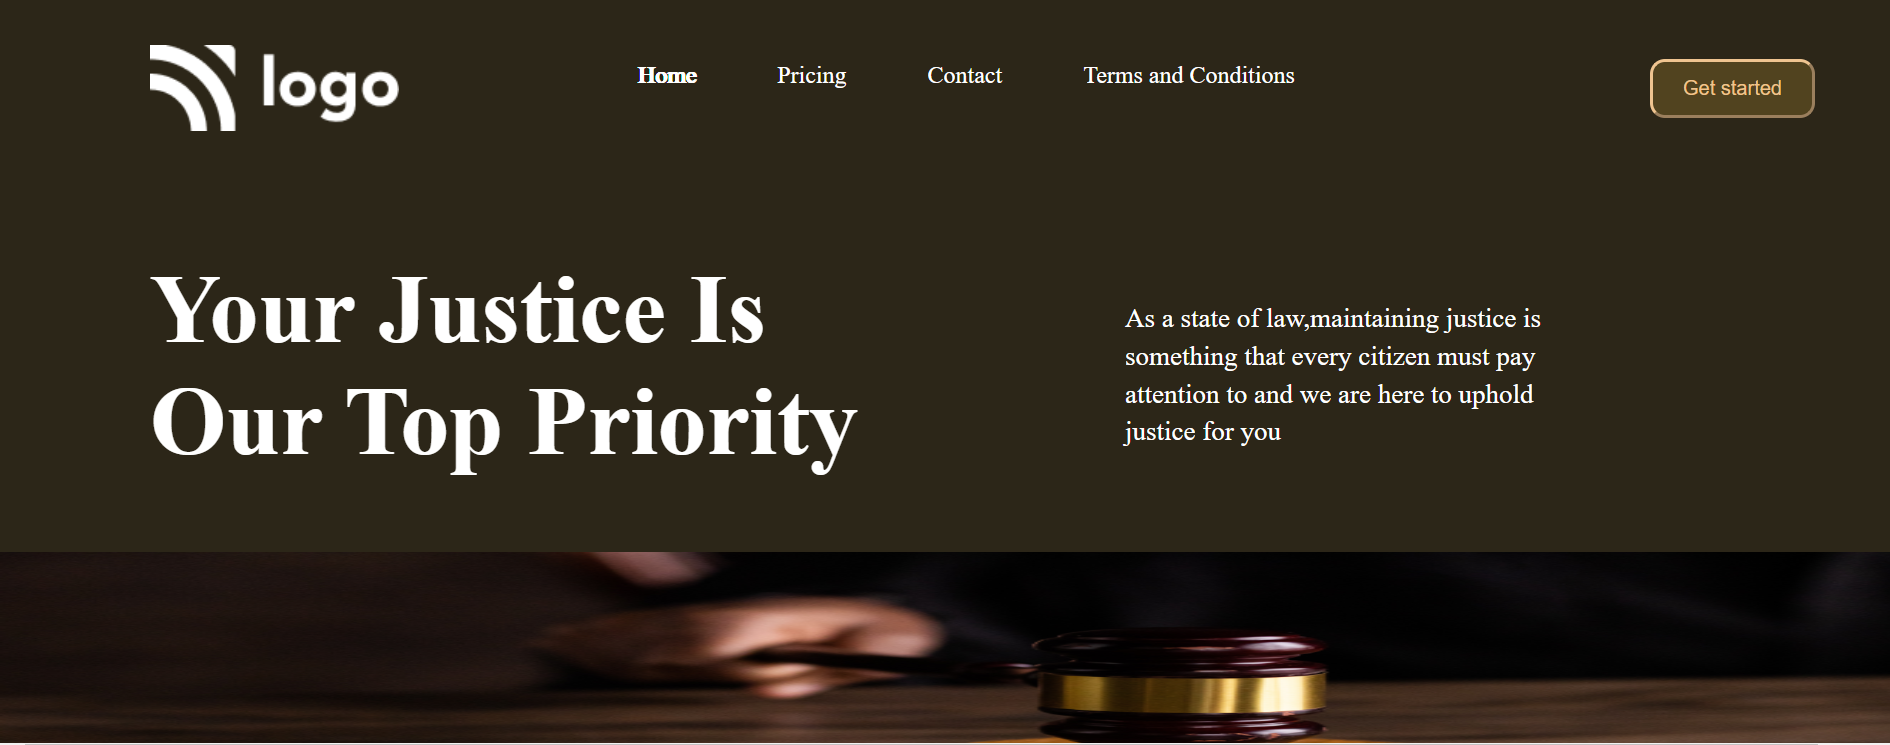 logo
Home
Pricing
Contact
Terms and Conditions
Get started
Your Justice Is
Our Top Priority
As a state of law,maintaining justice is
something that every citizen must pay
attention to and we are here to uphold
justice for you